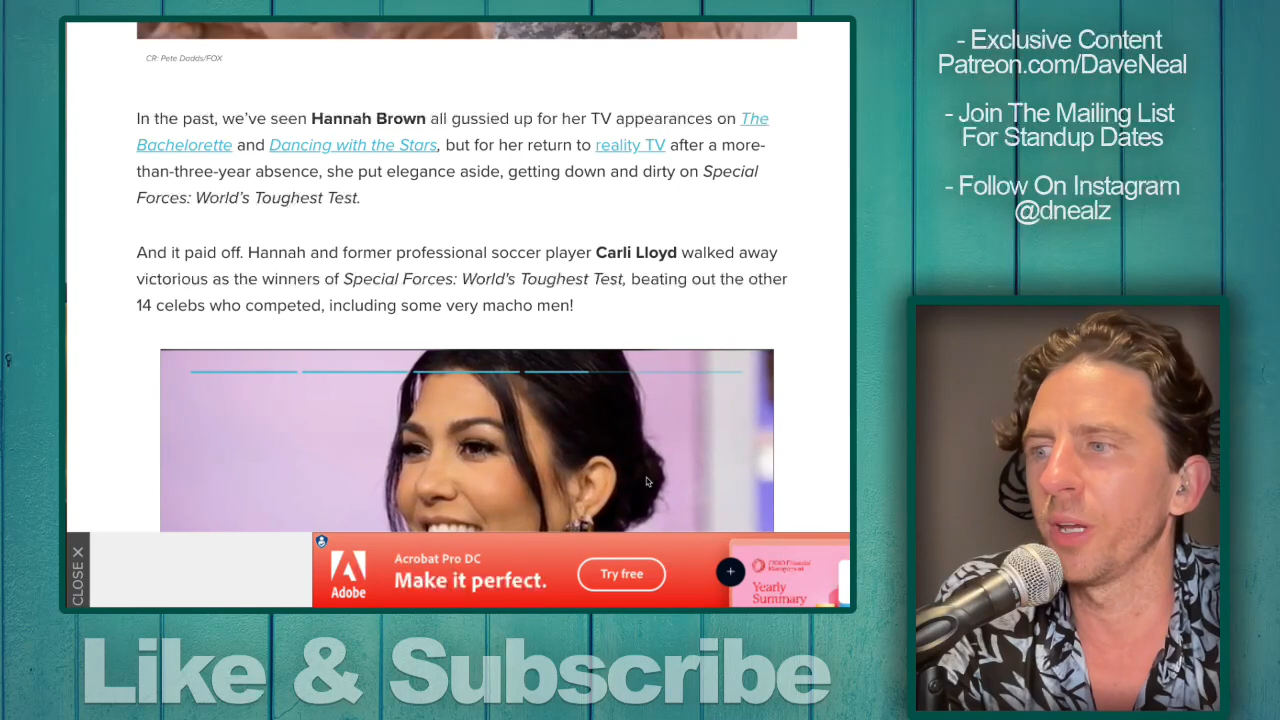 - Exclusive Content
Patreon.com/DaveNeal
- Join The Mailing List
For Standup Dates
- Follow On Instagram
@dnealz
CR: Pete Dadds/FOX
In the past, we've seen Hannah Brown all gussied up for her TV appearances on The
Bachelorette and Dancing with the Stars, but for her return to reality TV after a more-
than-three-year absence, she put elegance aside, getting down and dirty on Special
Forces: World's Toughest Test.
And it paid off. Hannah and former professional soccer player Carli Lloyd walked away
victorious as the winners of Special Forces: World's Toughest Test, beating out the other
14 celebs who competed, including some very macho men!
CLOSE X
Adobe
Acrobat Pro DC
Make it perfect.
Try free
Yearly
Summary
Like & Subscribe